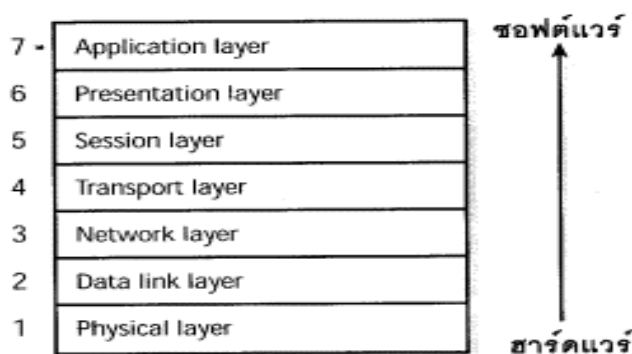 ซอฟต์แวร์
7 - Application layer
6 Presentation layer
5 Session layer
4 Transport layer
3 Network layer
2 Data link layer
1 Physical layer
ฮาร์ดแวร์